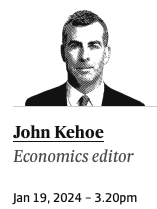 John Kehoe
Economics editor
Jan 19, 2024 – 3.20pm